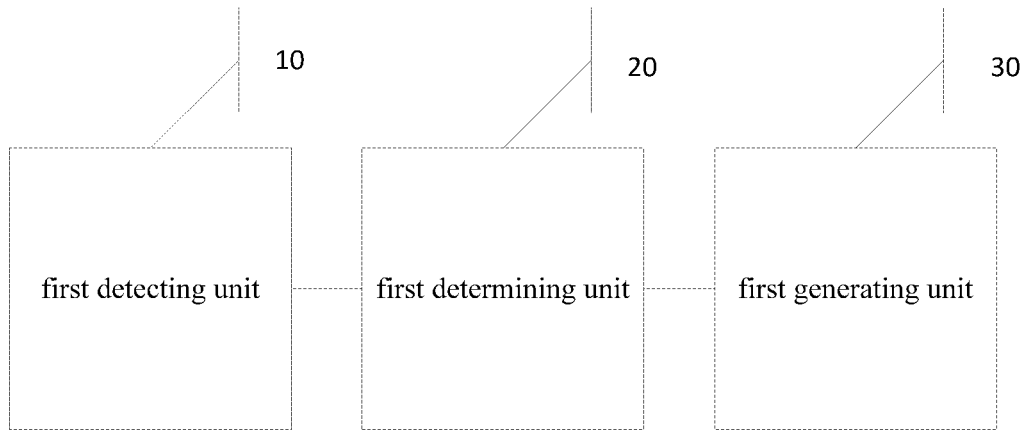 10
20
30
first detecting unit
first determining unit
first generating unit